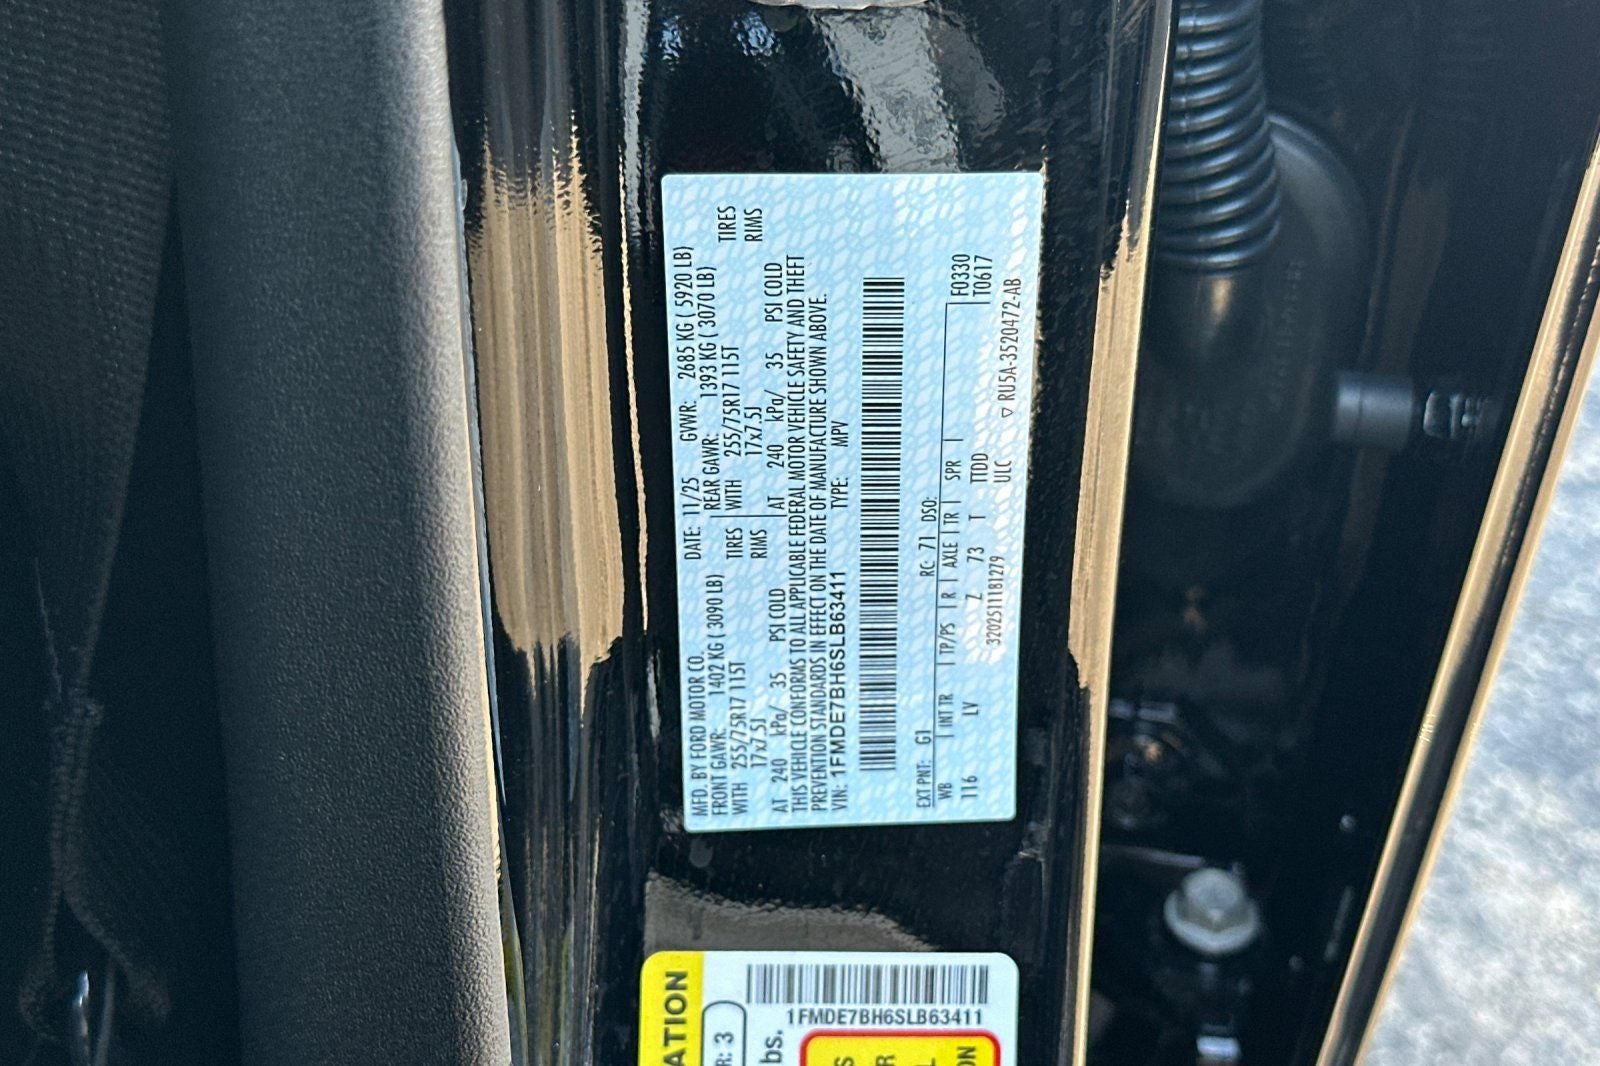 MFD. BY FORD MOTOR CO.
DATE: 11/25 GVWR: 2685 KG ( 5920 LB)
FRONT GAWR: 1402 KG ( 3090 LB)
REAR GAWR: 1393 KG ( 3070 LB)
WITH 255/75R17 115T TIRES
WITH 255/75R17 115T TIRES
17x7.5J RIMS
17x7.5J RIMS
AT 240 kPa/ 35 PSI COLD
AT 240 kPa/ 35 PSI COLD
THIS VEHICLE CONFORMS TO ALL APPLICABLE FEDERAL MOTOR VEHICLE SAFETY AND THEFT
PREVENTION STANDARDS IN EFFECT ON THE DATE OF MANUFACTURE SHOWN ABOVE.
VIN: 1FMDE7BH6SLB63411 TYPE: MPV
EXT PNT: G1 RC: 71 DSO:
WB | INT TR | TP/PS | R | AXLE | TR | SPR | F0330
116 LV Z 73 T TTDD T0617
3202511181279 ULC ▽ RU5A-3520472-AB
1FMDE7BH6SLB63411
ATION
R: 3
bs.
S
R
L
ON